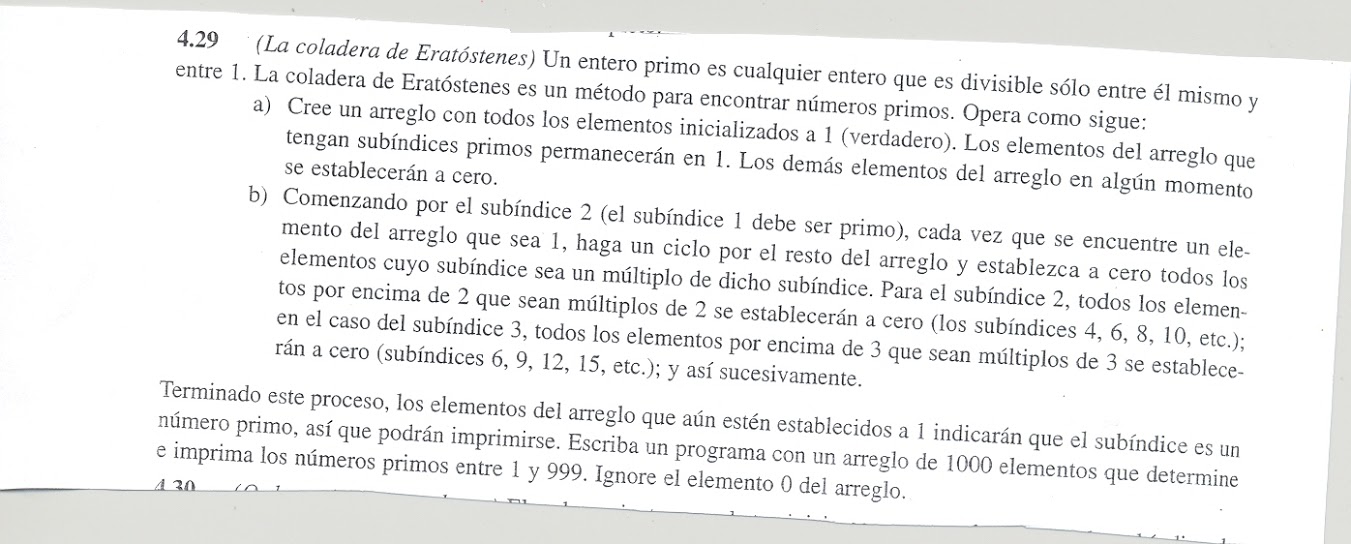 4.29 (La coladera de Eratóstenes) Un entero primo es cualquier entero que es divisible sólo entre él mismo y
entre 1. La coladera de Eratóstenes es un método para encontrar números primos. Opera como sigue:
a) Cree un arreglo con todos los elementos inicializados a 1 (verdadero). Los elementos del arreglo que
tengan subíndices primos permanecerán en 1. Los demás elementos del arreglo en algún momento
se establecerán a cero.
b) Comenzando por el subíndice 2 (el subíndice 1 debe ser primo), cada vez que se encuentre un ele-
mento del arreglo que sea 1, haga un ciclo por el resto del arreglo y establezca a cero todos los
elementos cuyo subíndice sea un múltiplo de dicho subíndice. Para el subíndice 2, todos los elemen-
tos por encima de 2 que sean múltiplos de 2 se establecerán a cero (los subíndices 4, 6, 8, 10, etc.);
en el caso del subíndice 3, todos los elementos por encima de 3 que sean múltiplos de 3 se establece-
rán a cero (subíndices 6, 9, 12, 15, etc.); y así sucesivamente.
Terminado este proceso, los elementos del arreglo que aún estén establecidos a 1 indicarán que el subíndice es un
número primo, así que podrán imprimirse. Escriba un programa con un arreglo de 1000 elementos que determine
e imprima los números primos entre 1 y 999. Ignore el elemento 0 del arreglo.
4.30